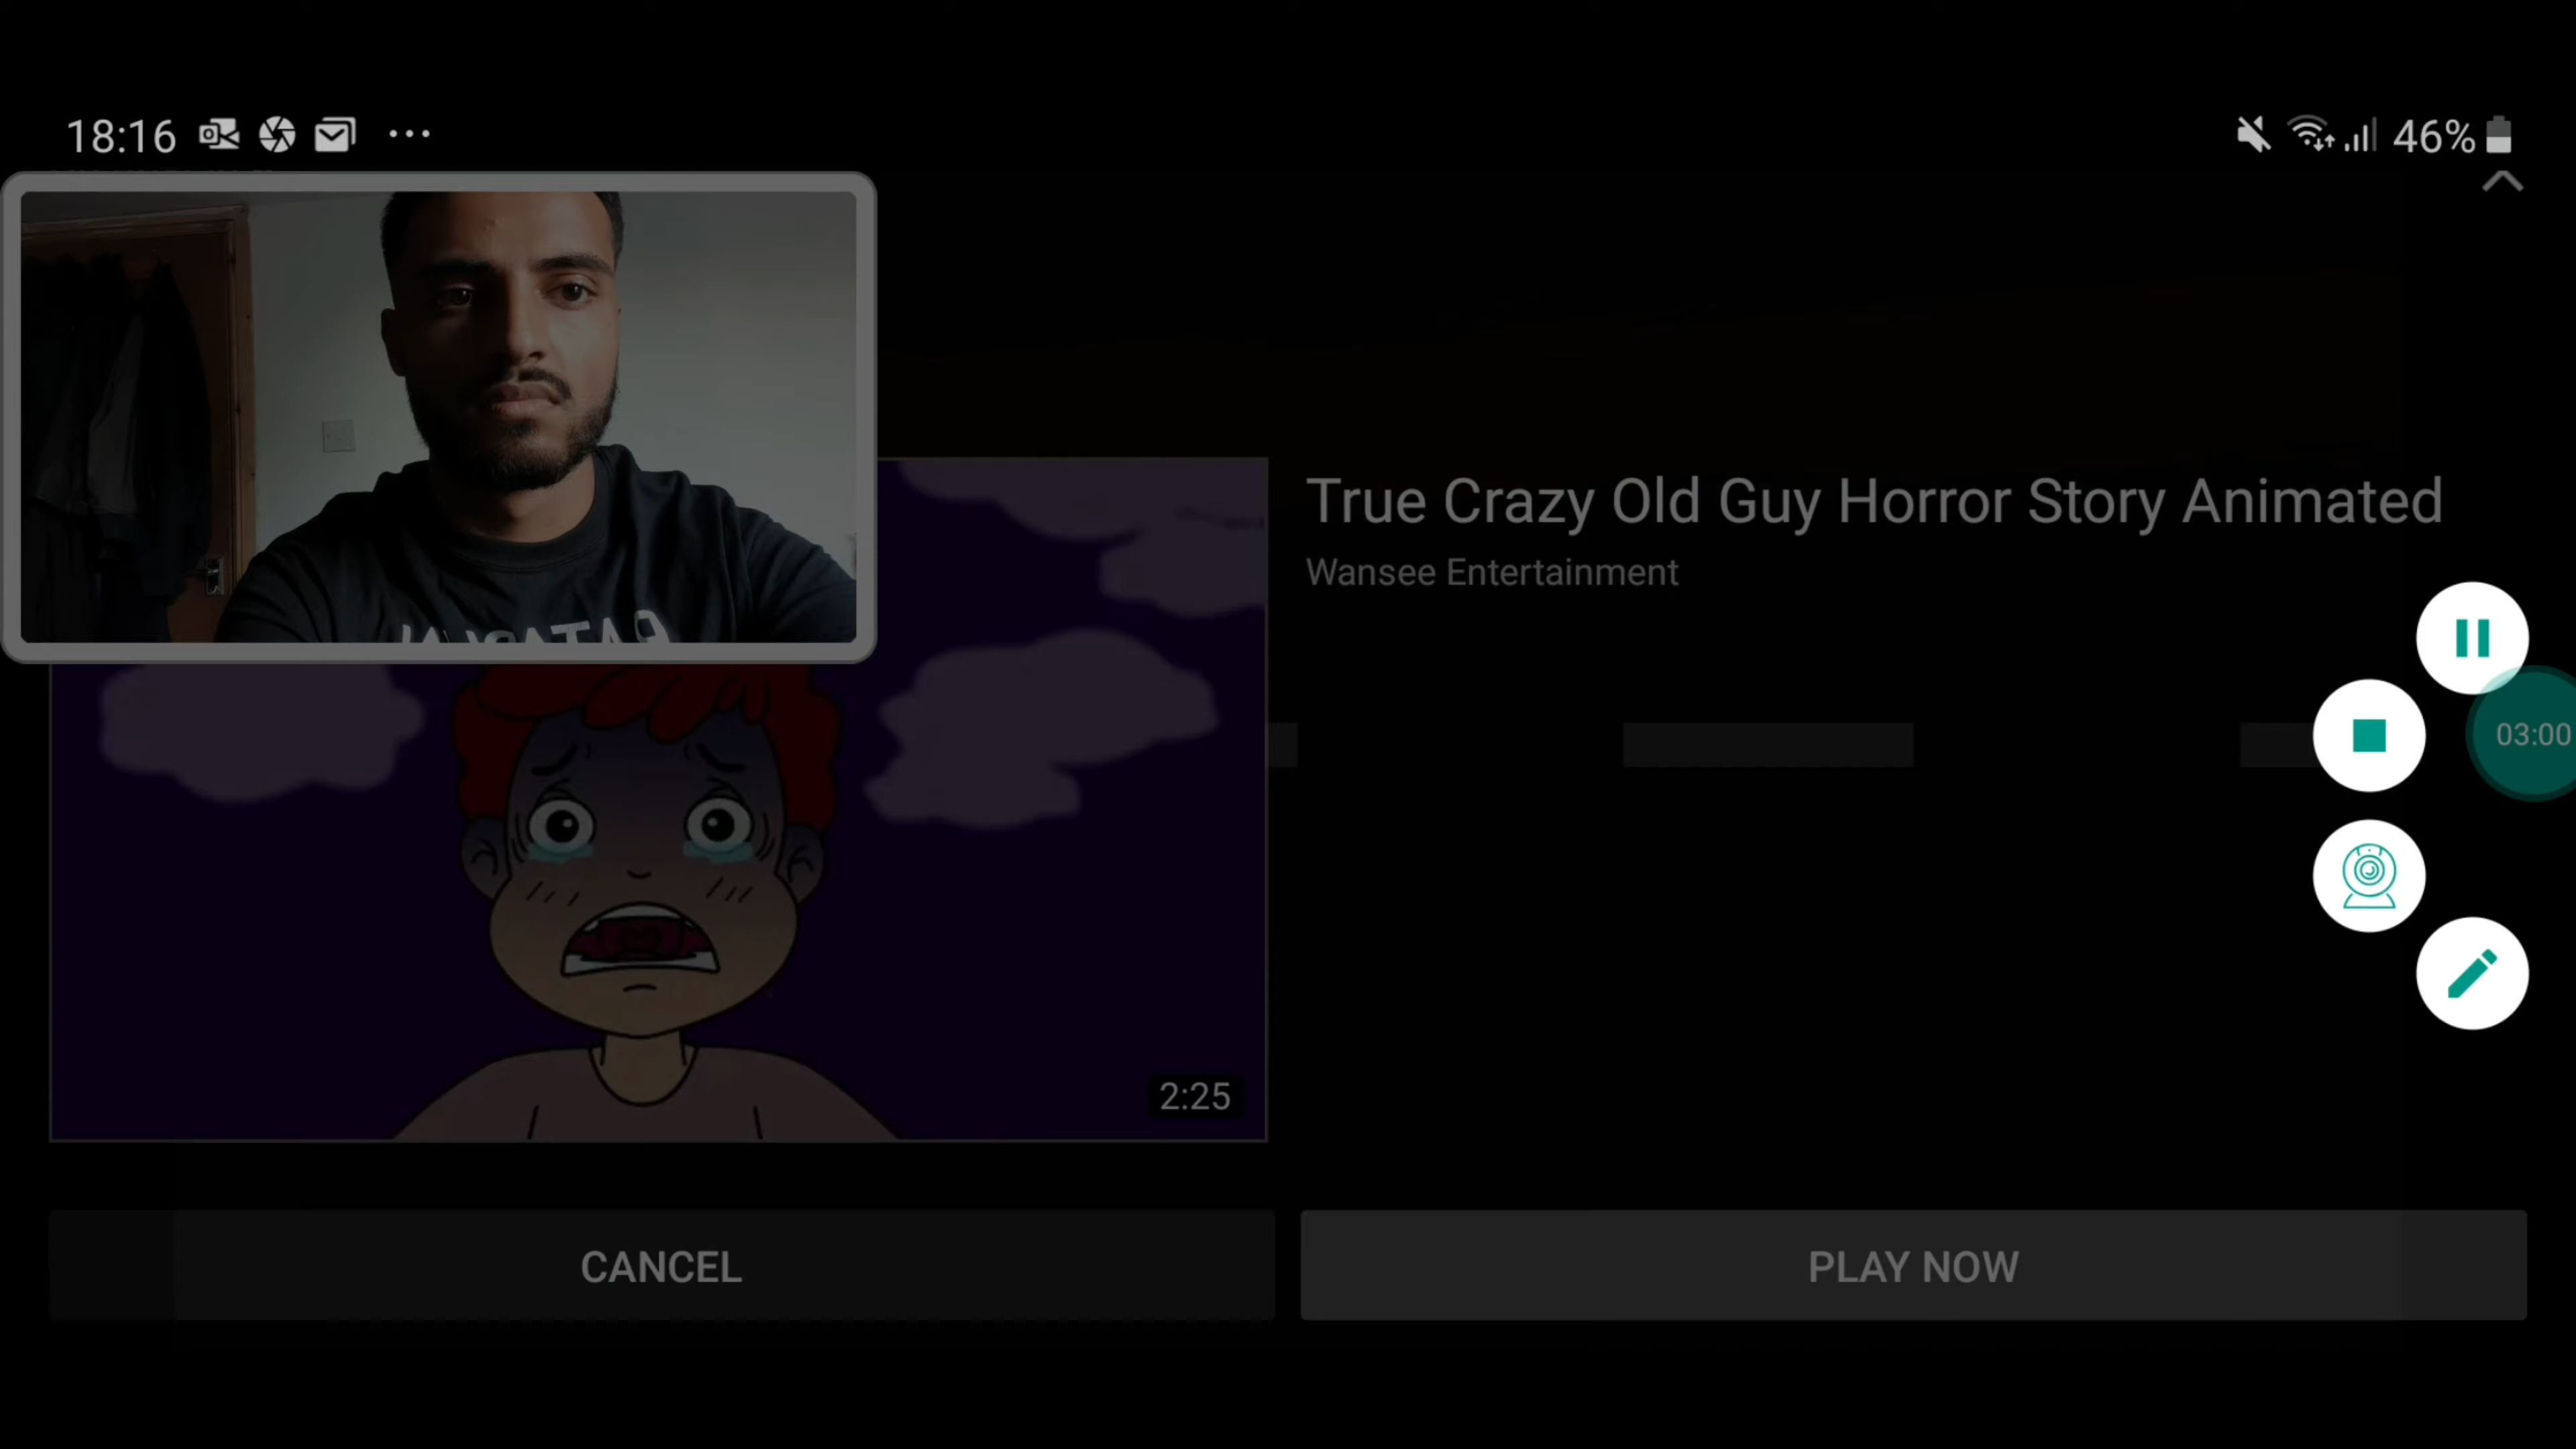 18:16
46%
True Crazy Old Guy Horror Story Animated
Wansee Entertainment
03:00
2:25
CANCEL
PLAY NOW